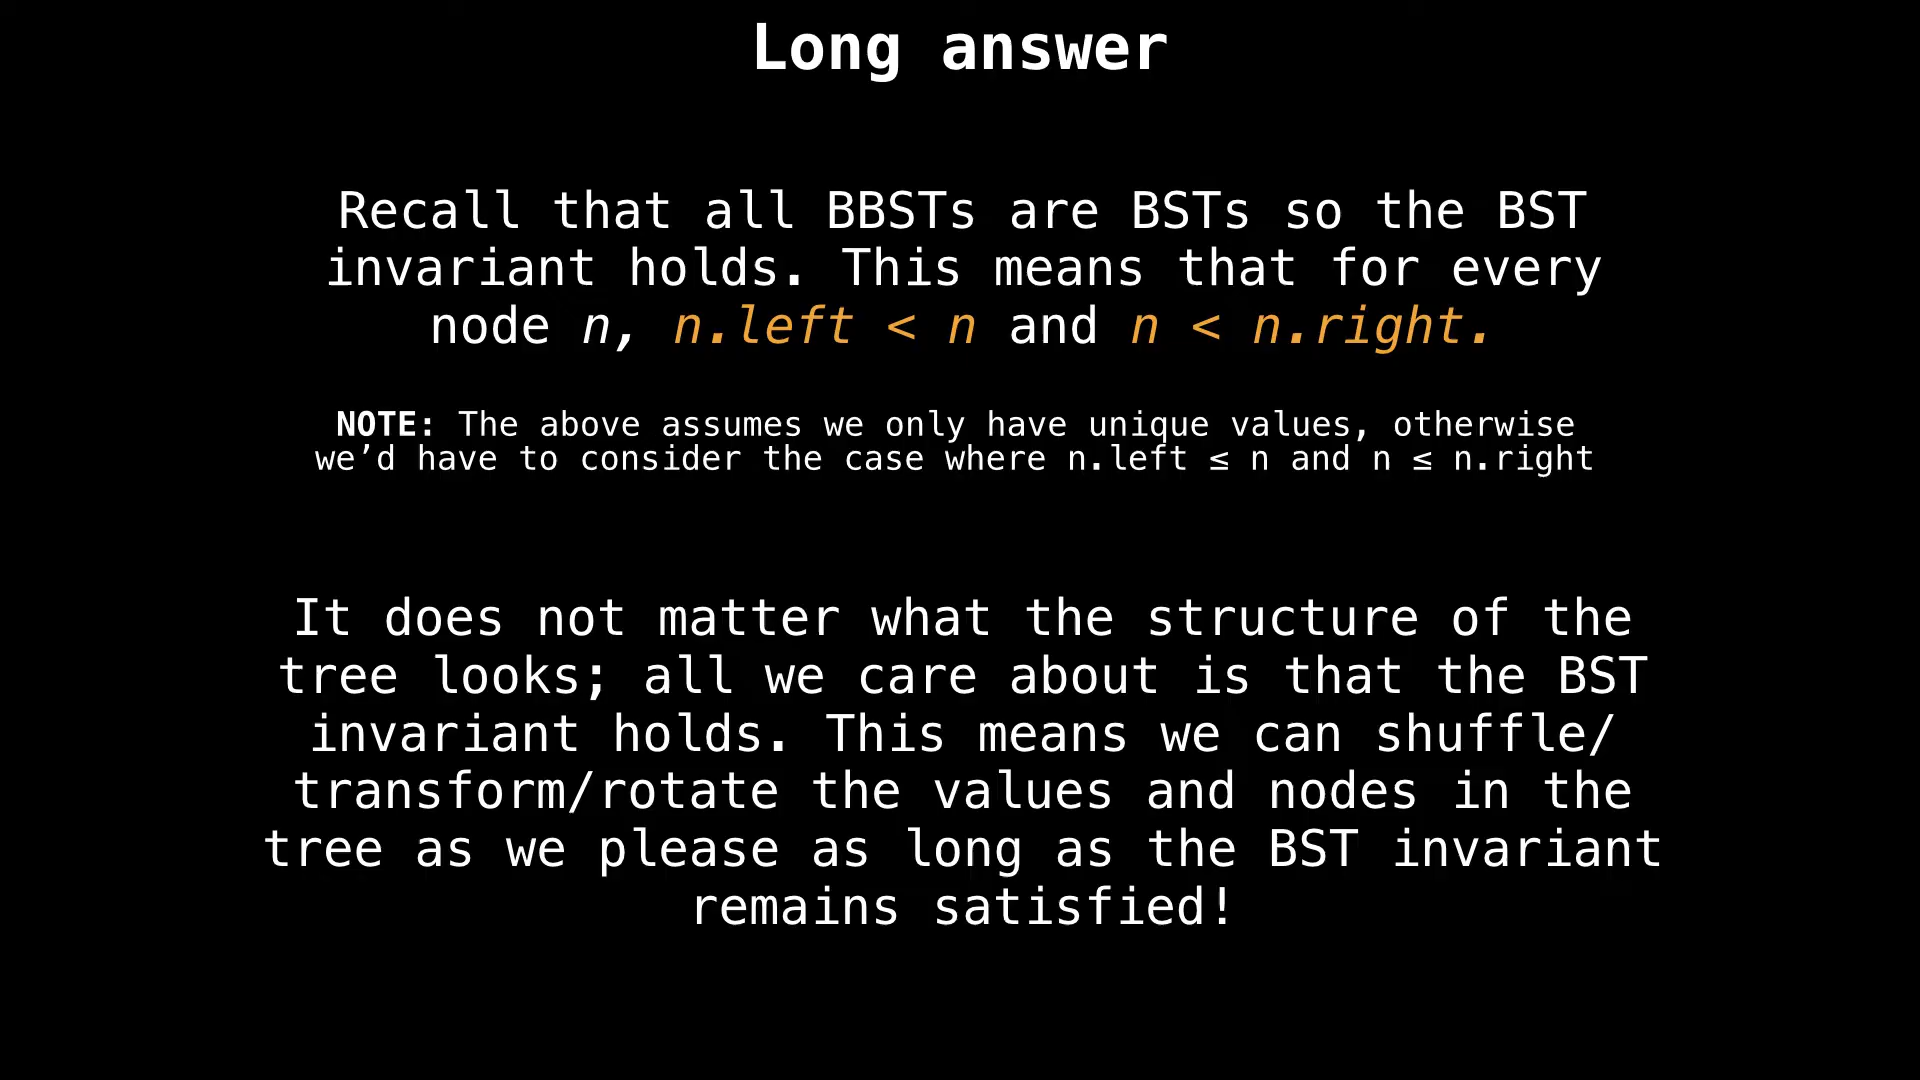 Long answer
Recall that all BBSTs are BSTs so the BST
invariant holds. This means that for every
node n, n.left < n and n < n.right.
NOTE: The above assumes we only have unique values, otherwise
we’d have to consider the case where n.left ≤ n and n ≤ n.right
It does not matter what the structure of the
tree looks; all we care about is that the BST
invariant holds. This means we can shuffle/
transform/rotate the values and nodes in the
tree as we please as long as the BST invariant
remains satisfied!